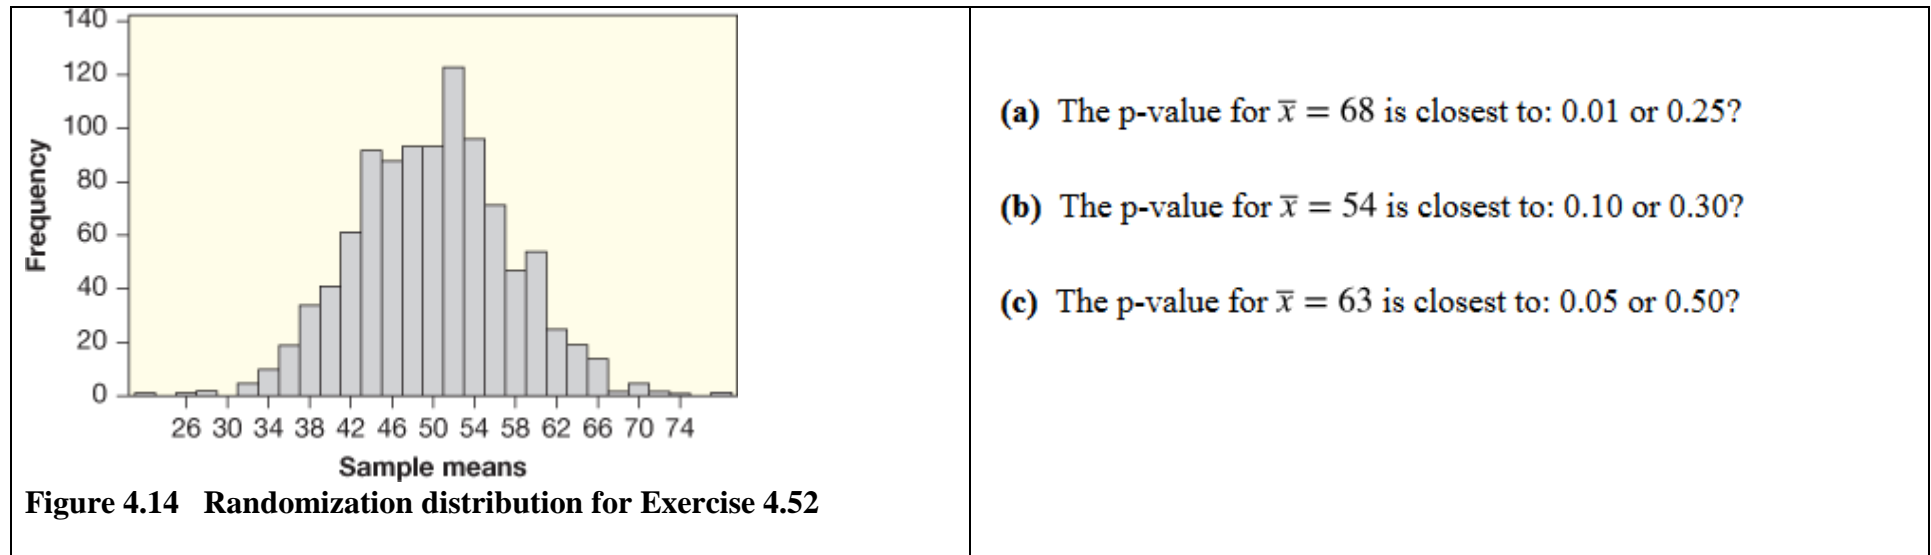 140
120
100
80
60
40
20
0
Frequency
26 30 34 38 42 46 50 54 58 62 66 70 74
Sample means
Figure 4.14 Randomization distribution for Exercise 4.52
(a) The p-value for x̅ = 68 is closest to: 0.01 or 0.25?
(b) The p-value for x̅ = 54 is closest to: 0.10 or 0.30?
(c) The p-value for x̅ = 63 is closest to: 0.05 or 0.50?